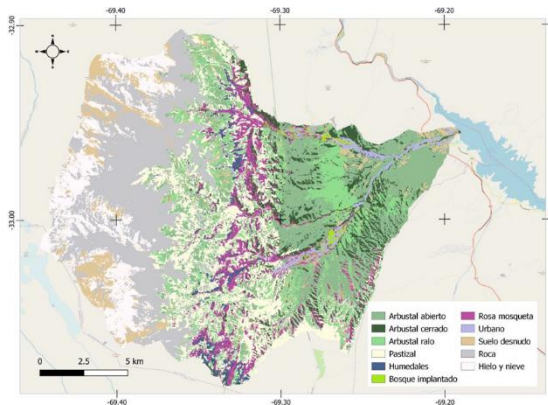 -69.40 -69.30 -69.20
-32.90
-33.00
Arbustal abierto
Arbustal cerrado
Arbustal ralo
Pastizal
Humedales
Bosque implantado
Rosa mosqueta
Urbano
Suelo desnudo
Roca
Hielo y nieve
0 2.5 5 km
-69.40 -69.30 -69.20